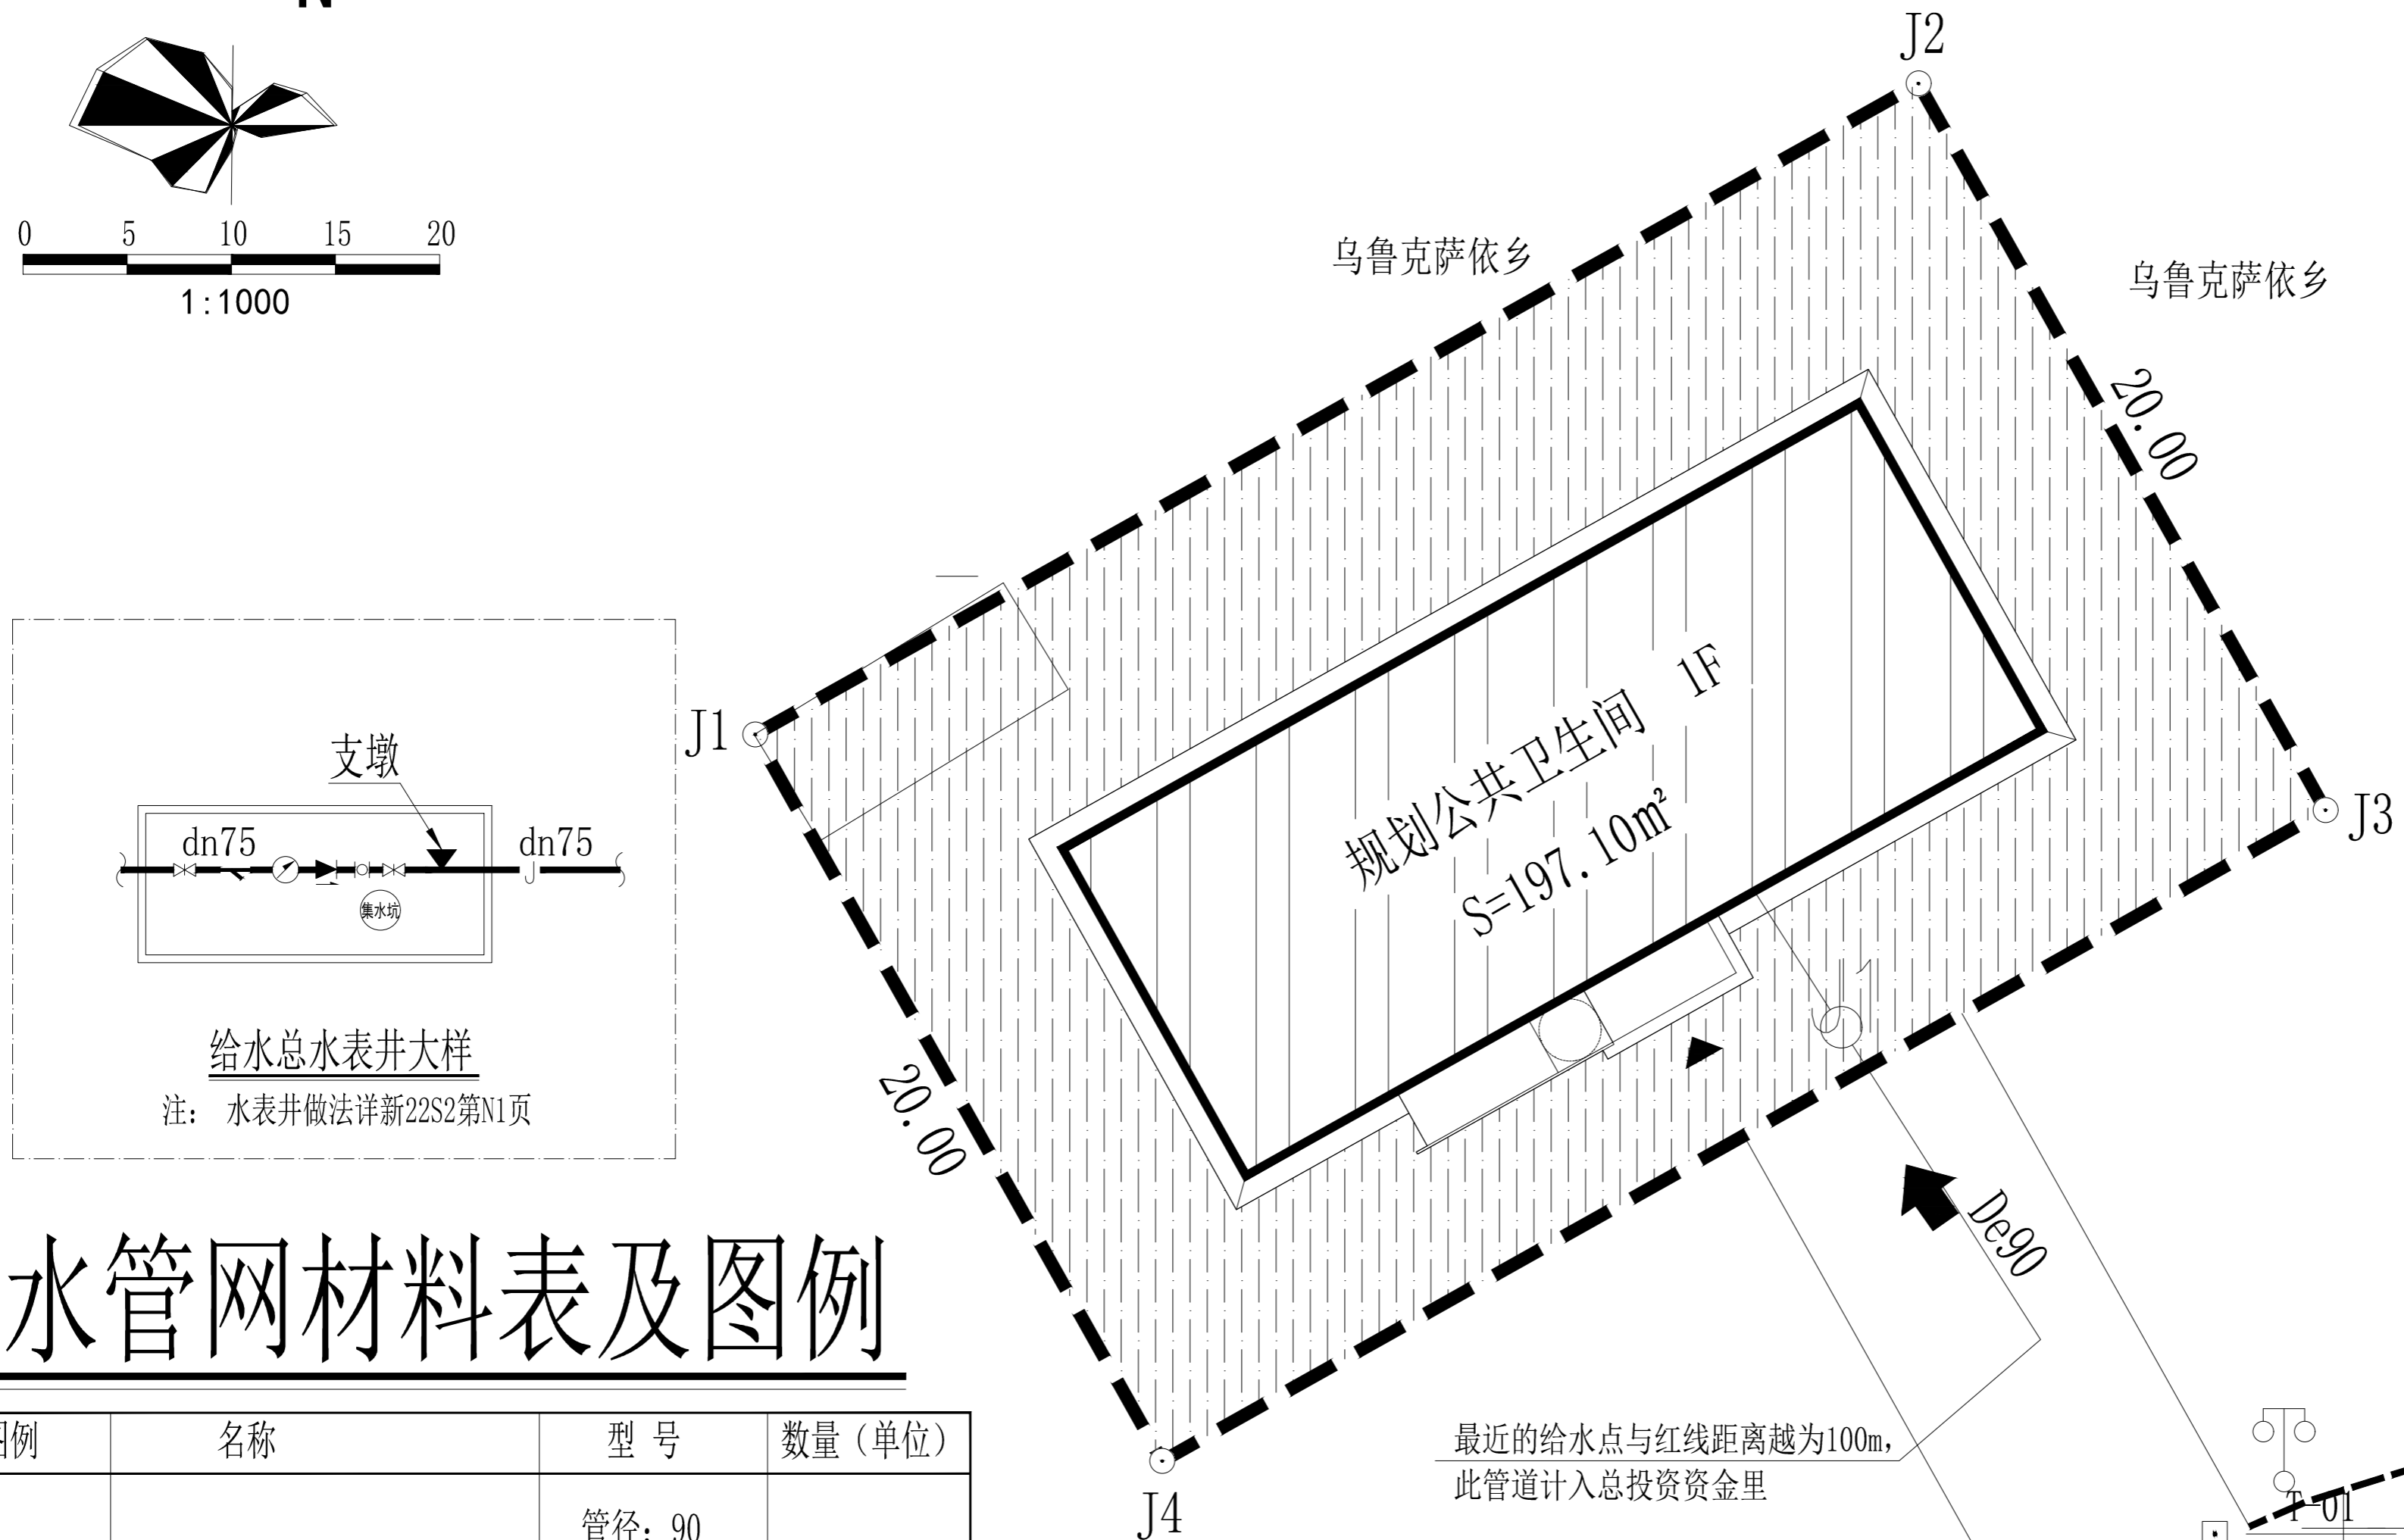 N
0 5 10 15 20
1:1000
J2
乌鲁克萨依乡
乌鲁克萨依乡
20.00
J1
J3
规划公共卫生间 1F
S=197.10m²
支墩
dn75
dn75
J
集水坑
给水总水表井大样
注： 水表井做法详新22S2第N1页
20.00
J-1
De90
水管网材料表及图例
图例 名称 型 号 数量（单位）
管径：90
最近的给水点与红线距离越为100m，
此管道计入总投资资金里
J4
T-01